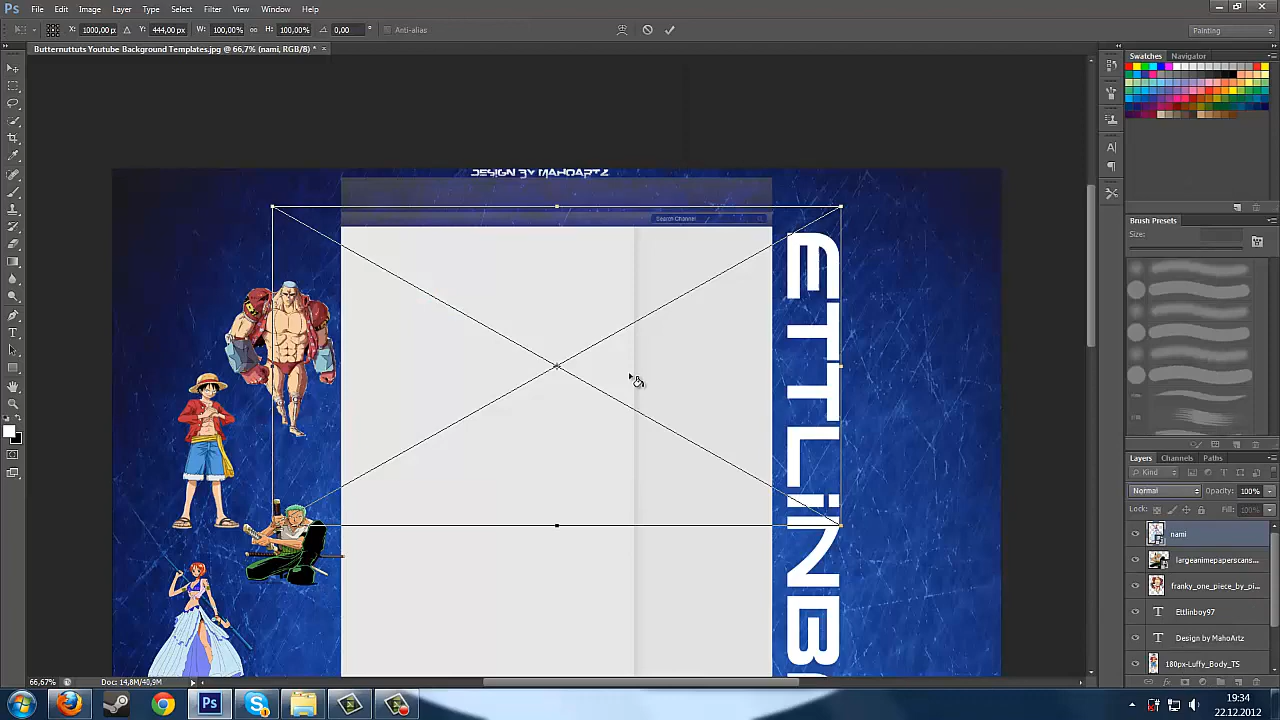 Ps File Edit Image Layer Type Select Filter View Window Help
X: 1000,00 px Y: 444,00 px W: 100,00% H: 100,00% 0,00 ° Anti-alias Painting
Butternuttuts Youtube Background Templates.jpg @ 66,7% (nami, RGB/8) * ×
Swatches Navigator
DESIGN BY MAHOARTZ
Search Channel
ETTLINB
Brush Presets
Size:
Layers Channels Paths
Kind
Normal Opacity: 100%
Lock: Fill: 100%
nami
largeanimepaperscans...
franky_one_piece_by_pi...
T Ettlinboy97
T Design by MahoArtz
180px-Luffy_Body_TS
66,67% Doc: 14,8M/40,9M
Ps
19:34
22.12.2012